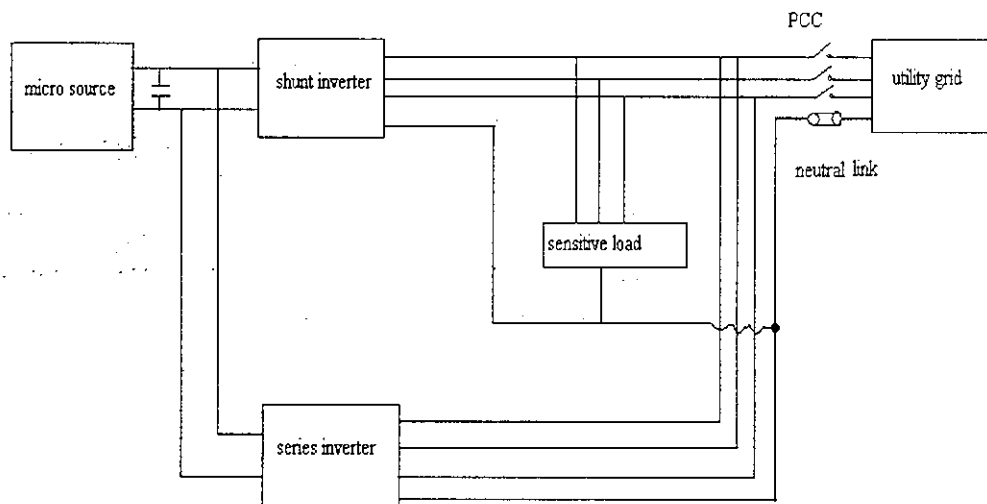 PCC
micro source
shunt inverter
utility grid
neutral link
sensitive load
series inverter